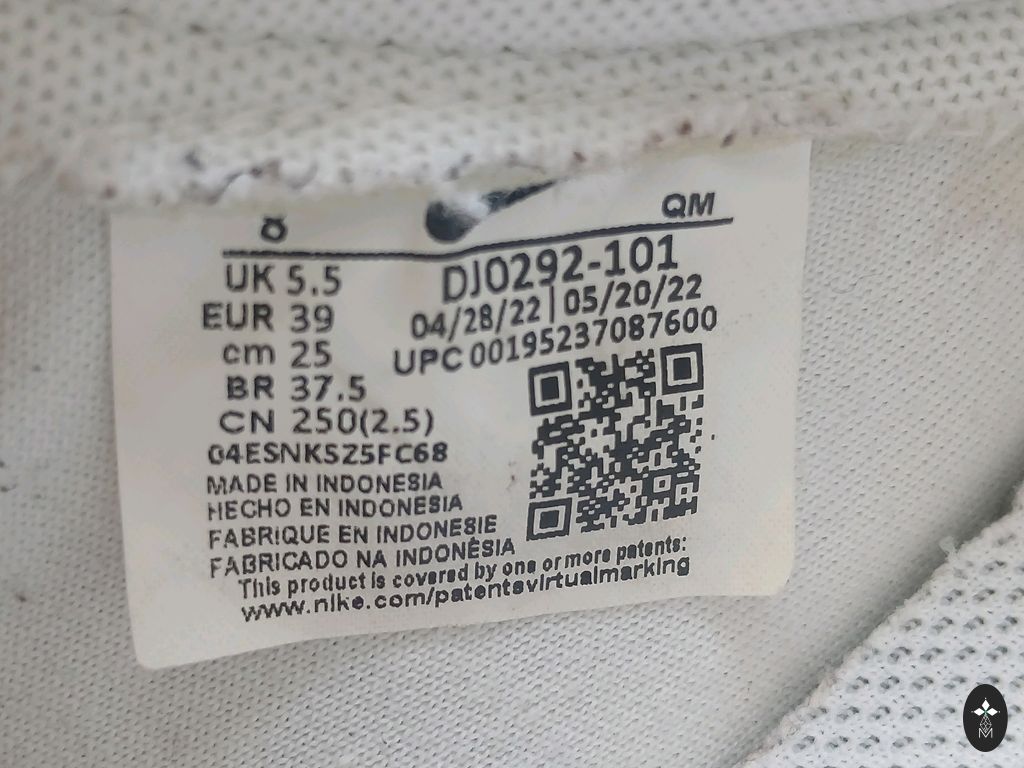 8
QM
UK 5.5
EUR 39
cm 25
BR 37.5
CN 250(2.5)
DJ0292-101
04/28/22|05/20/22
UPC 00195237087600
04ESNKS25FC68
MADE IN INDONESIA
HECHO EN INDONESIA
FABRIQUE EN INDONESIE
FABRICADO NA INDONÉSIA
This product is covered by one or more patents:
www.nike.com/patentsvirtualmarking
M